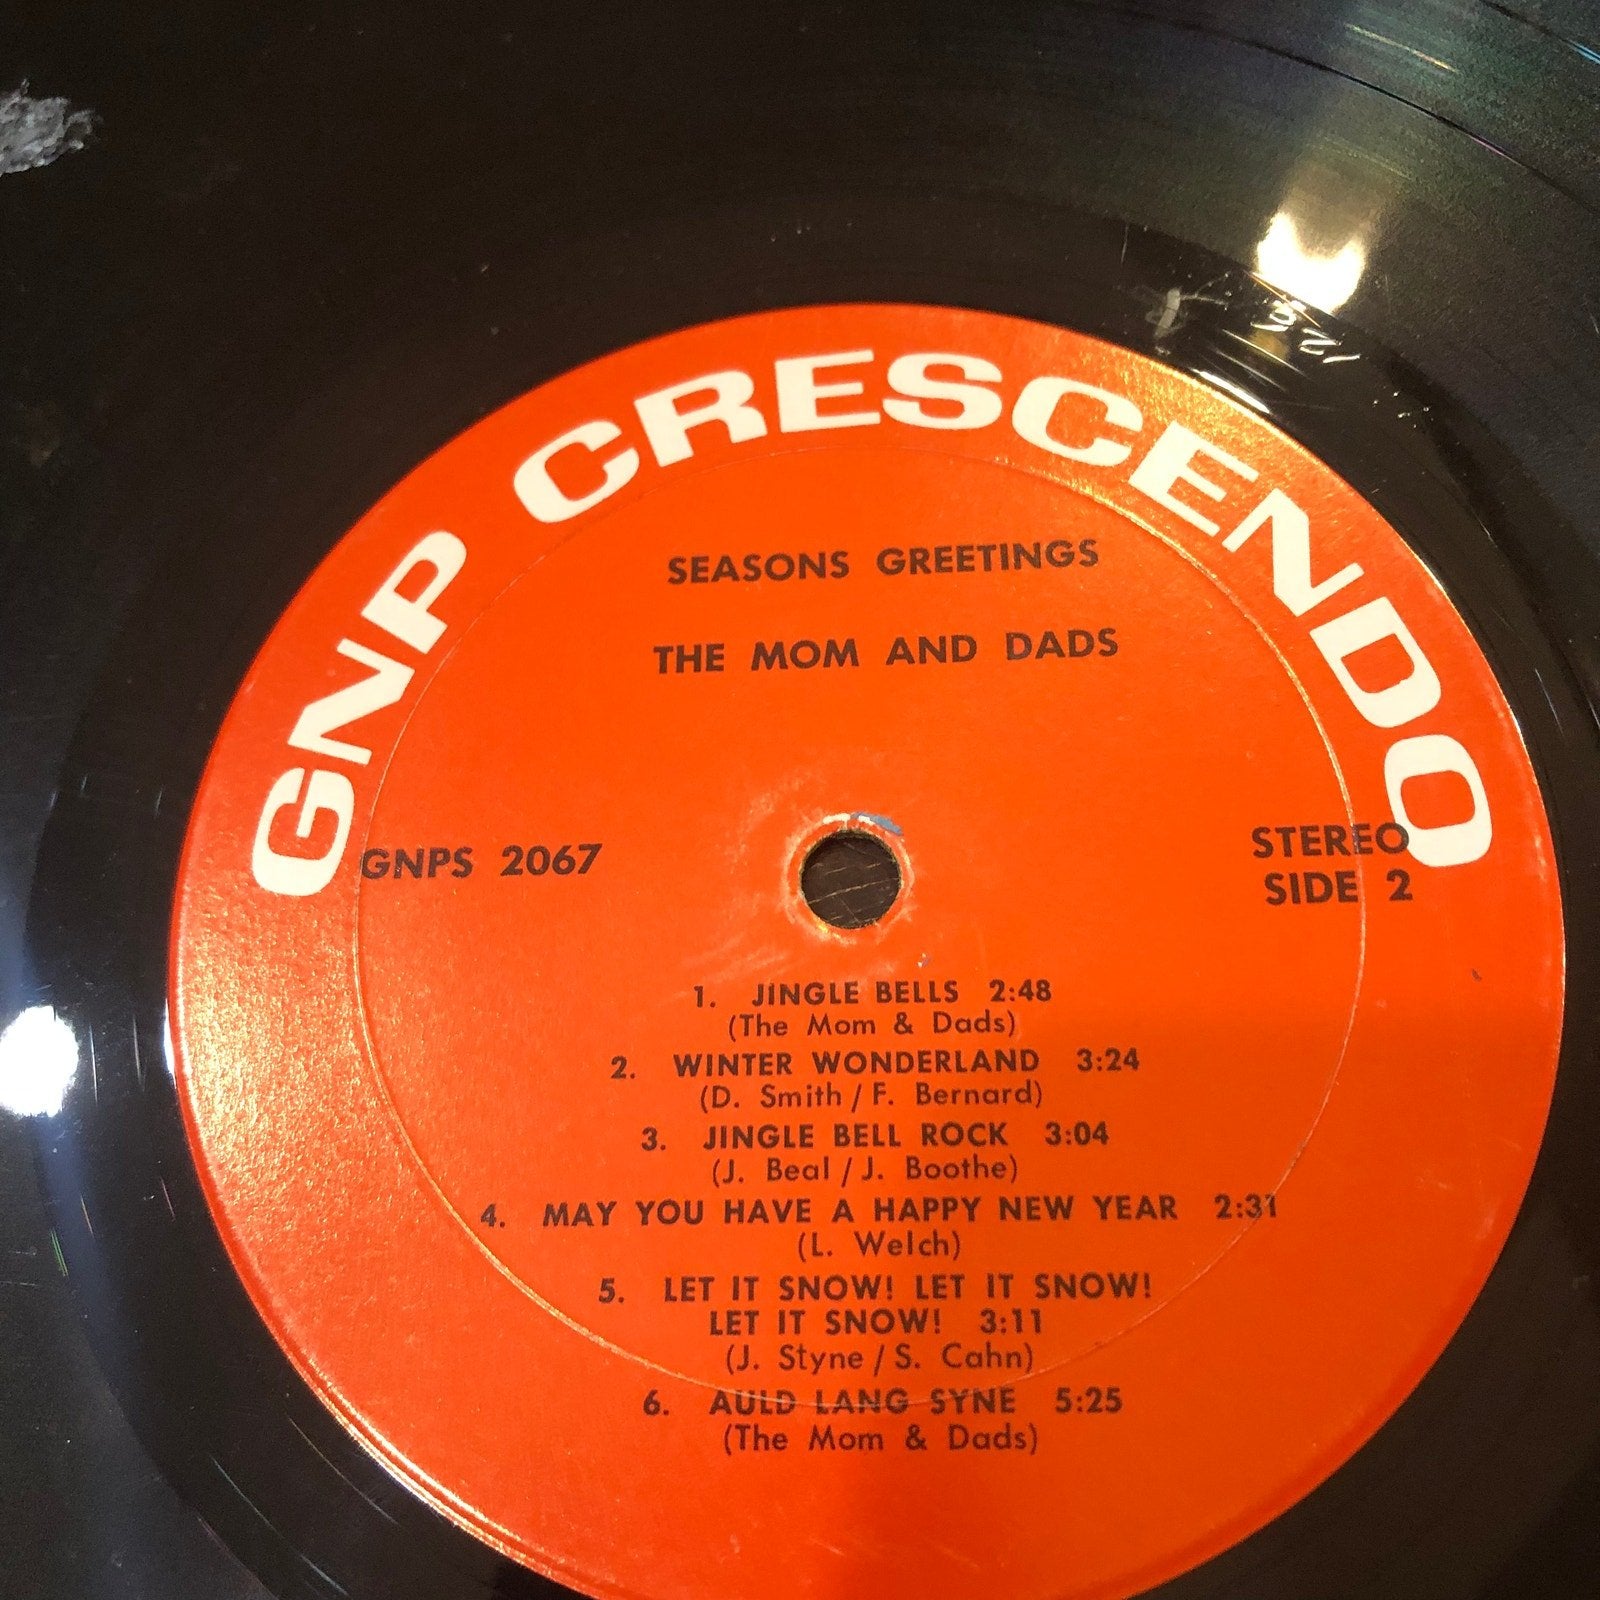 GNP CRESCENDO
SEASONS GREETINGS
THE MOM AND DADS
GNPS 2067
STEREO
SIDE 2
1. JINGLE BELLS 2:48
(The Mom & Dads)
2. WINTER WONDERLAND 3:24
(D. Smith / F. Bernard)
3. JINGLE BELL ROCK 3:04
(J. Beal / J. Boothe)
4. MAY YOU HAVE A HAPPY NEW YEAR 2:31
(L. Welch)
5. LET IT SNOW! LET IT SNOW!
LET IT SNOW! 3:11
(J. Styne / S. Cahn)
6. AULD LANG SYNE 5:25
(The Mom & Dads)